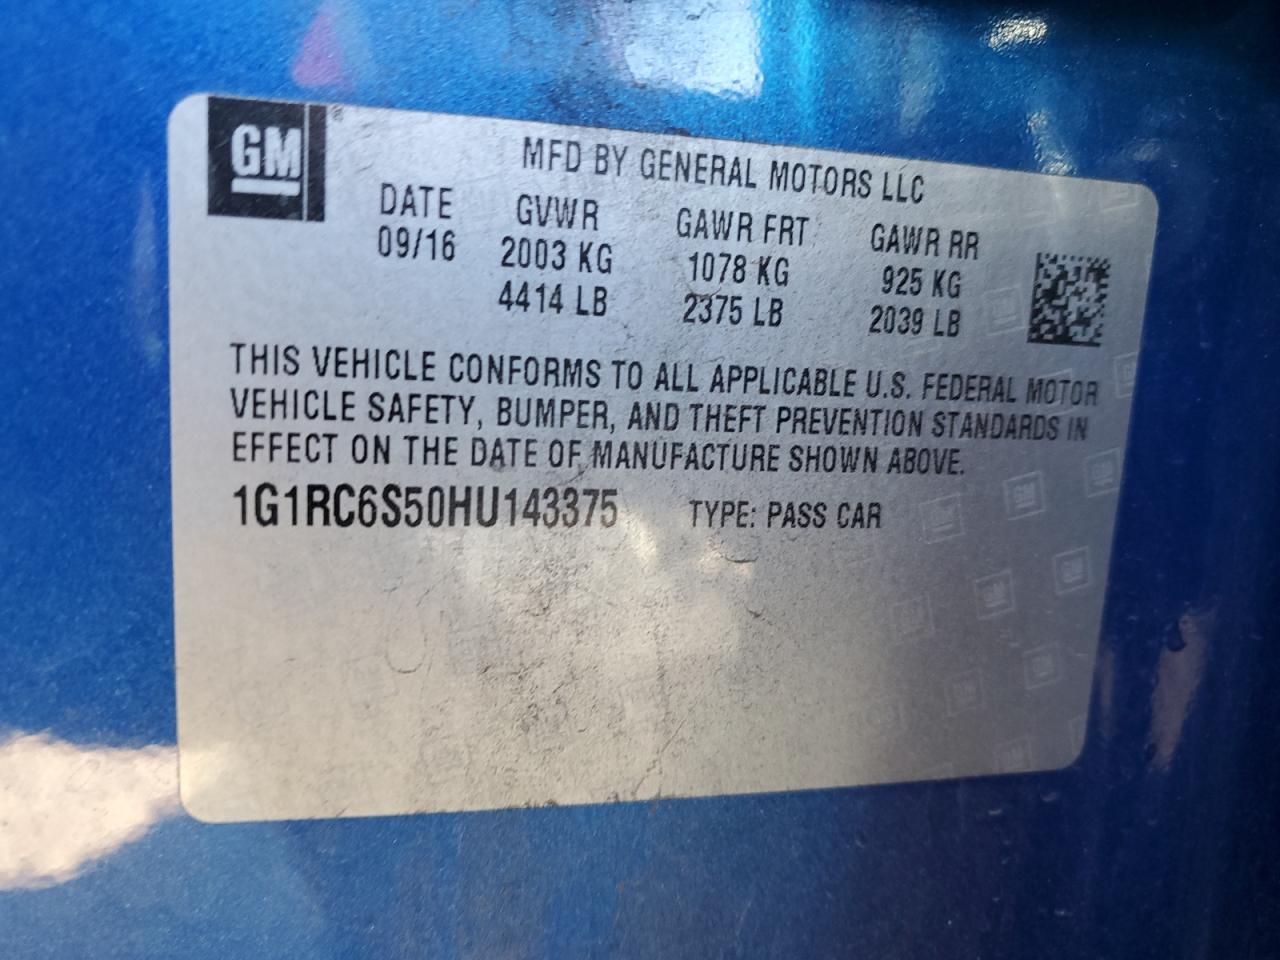 GM®
MFD BY GENERAL MOTORS LLC
DATE GVWR GAWR FRT GAWR RR
09/16 2003 KG 1078 KG 925 KG
4414 LB 2375 LB 2039 LB
THIS VEHICLE CONFORMS TO ALL APPLICABLE U.S. FEDERAL MOTOR
VEHICLE SAFETY, BUMPER, AND THEFT PREVENTION STANDARDS IN
EFFECT ON THE DATE OF MANUFACTURE SHOWN ABOVE.
1G1RC6S50HU143375 TYPE: PASS CAR